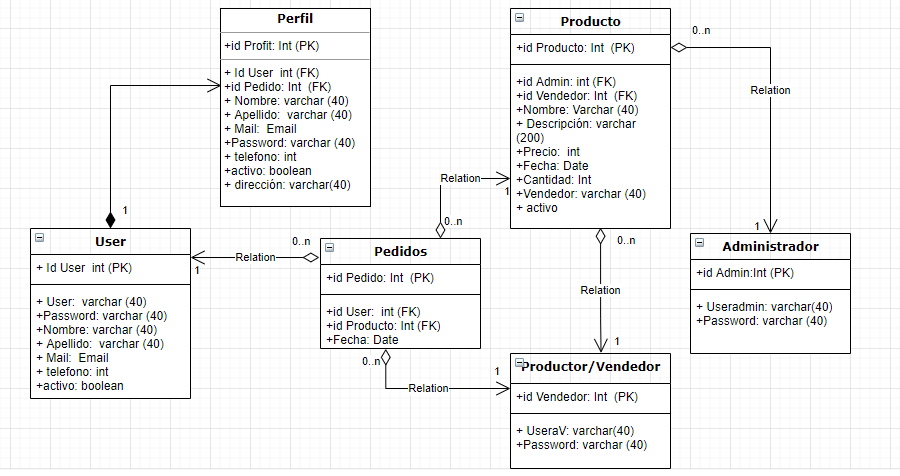 Perfil
+id Profit: Int (PK)
+ Id User int (FK)
+id Pedido: Int (FK)
+ Nombre: varchar (40)
+ Apellido: varchar (40)
+ Mail: Email
+Password: varchar (40)
+ telefono: int
+activo: boolean
+ dirección: varchar(40)
1
User
+ Id User int (PK)
+ User: varchar (40)
+Password: varchar (40)
+Nombre: varchar (40)
+ Apellido: varchar (40)
+ Mail: Email
+ telefono: int
+activo: boolean
1
Relation
0..n
Pedidos
+id Pedido: Int (PK)
+id User: int (FK)
+id Producto: Int (FK)
+Fecha: Date
0..n
Relation
1
0..n
Relation
1
Producto
+id Producto: Int (PK)
+id Admin: int (FK)
+id Vendedor: Int (FK)
+Nombre: Varchar (40)
+ Descripción: varchar
(200)
+Precio: int
+Fecha: Date
+Cantidad: Int
+Vendedor: varchar (40)
+ activo
0..n
Relation
1
0..n
Relation
1
Administrador
+id Admin:Int (PK)
+ Useradmin: varchar(40)
+Password: varchar (40)
Productor/Vendedor
+id Vendedor: Int (PK)
+ UseraV: varchar(40)
+Password: varchar (40)